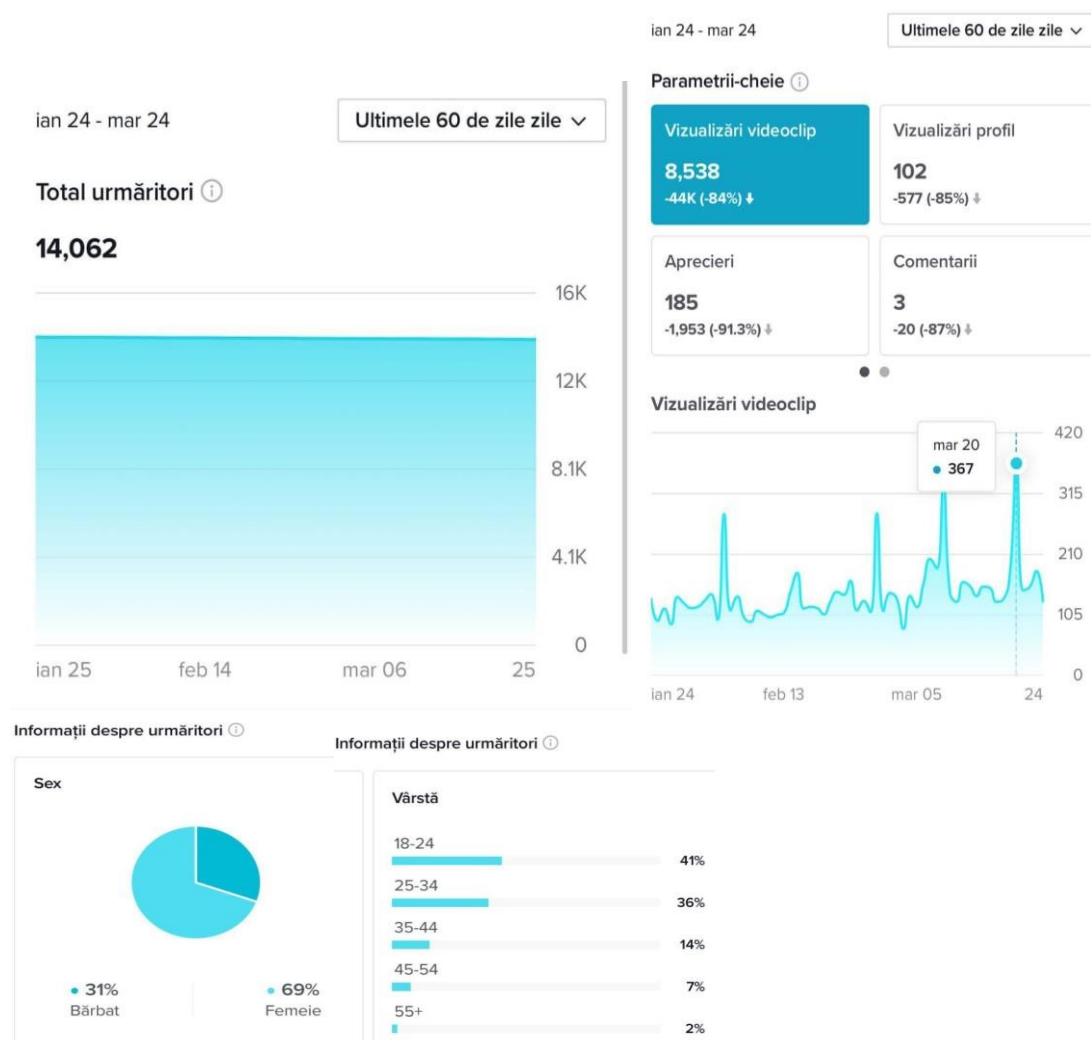 ian 24 - mar 24
Ultimele 60 de zile zile
Total urmăritori
14,062
16K
12K
8.1K
4.1K
0
ian 25
feb 14
mar 06
25
ian 24 - mar 24
Ultimele 60 de zile zile
Parametrii-cheie
Vizualizări videoclip
8,538
-44K (-84%)
Vizualizări profil
102
-577 (-85%)
Aprecieri
185
-1,953 (-91.3%)
Comentarii
3
-20 (-87%)
Vizualizări videoclip
mar 20
367
420
315
210
105
0
ian 24
feb 13
mar 05
24
Informații despre urmăritori
Sex
31%
Bărbat
69%
Femeie
Informații despre urmăritori
Vârstă
18-24
41%
25-34
36%
35-44
14%
45-54
7%
55+
2%